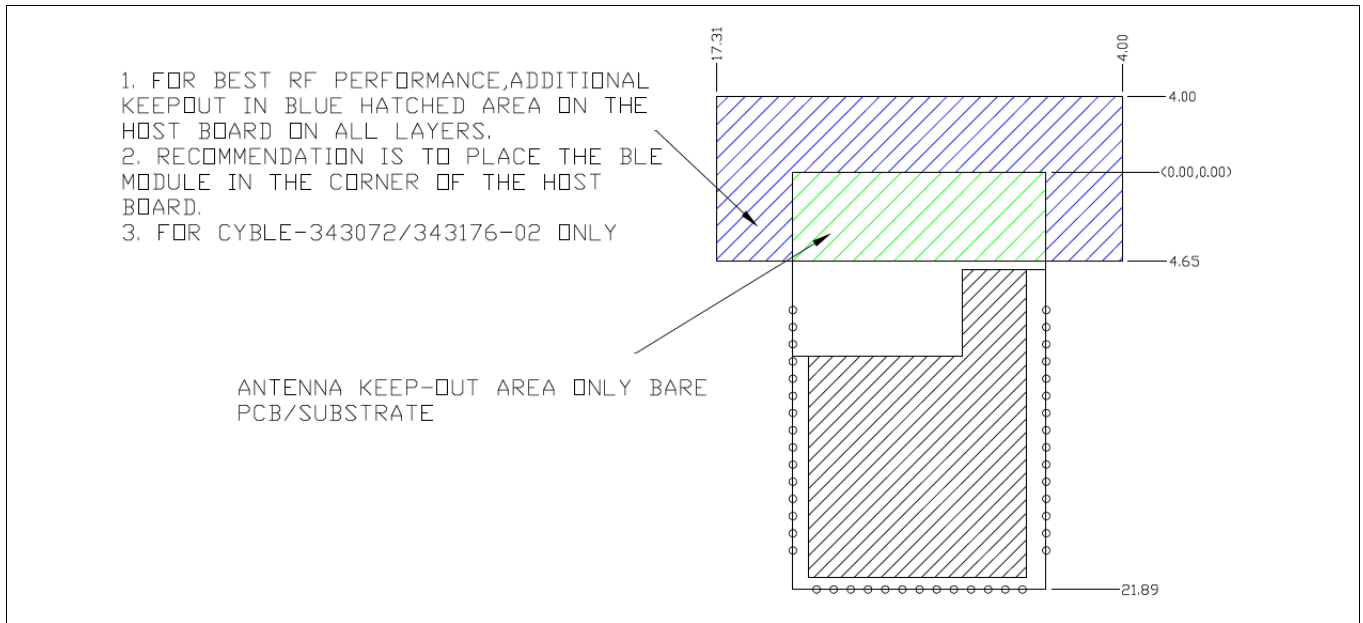 1. FOR BEST RF PERFORMANCE,ADDITIONAL
KEEPOUT IN BLUE HATCHED AREA ON THE
HOST BOARD ON ALL LAYERS.
2. RECOMMENDATION IS TO PLACE THE BLE
MODULE IN THE CORNER OF THE HOST
BOARD.
3. FOR CYBLE-343072/343176-02 ONLY
ANTENNA KEEP-OUT AREA ONLY BARE
PCB/SUBSTRATE
17.31
4.00
4.00
(0.00,0.00)
4.65
21.89